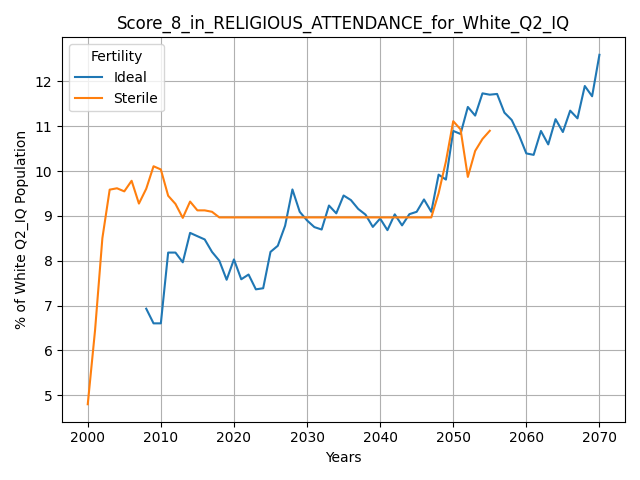 Score_8_in_RELIGIOUS_ATTENDANCE_for_White_Q2_IQ
Fertility
Ideal
Sterile
% of White Q2_IQ Population
12
11
10
9
8
7
6
5
2000 2010 2020 2030 2040 2050 2060 2070
Years